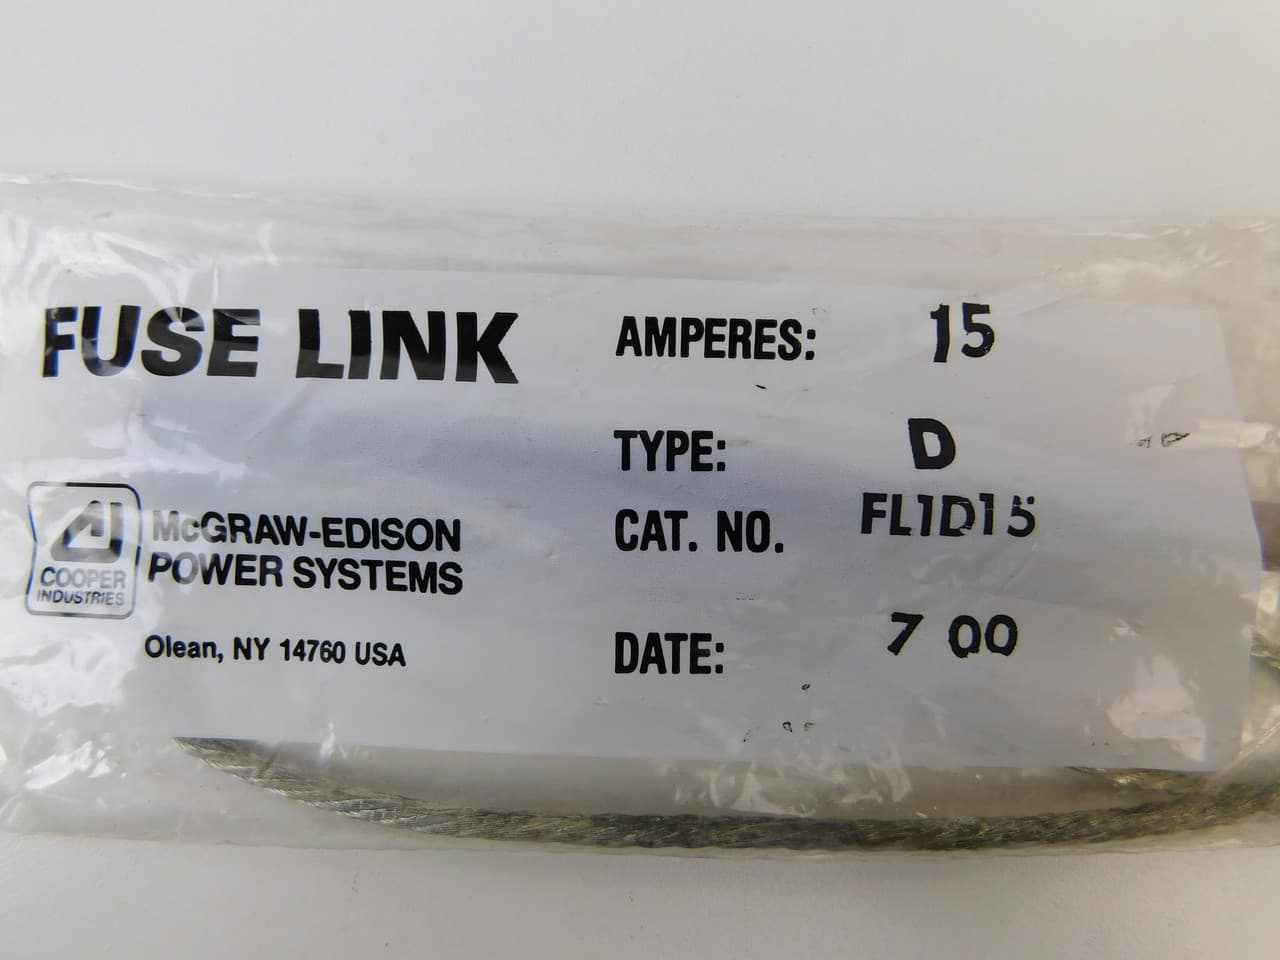 FUSE LINK
AMPERES: 15
TYPE: D
CAT. NO. FL1D15
DATE: 7 00
COOPER
INDUSTRIES
McGRAW-EDISON
POWER SYSTEMS
Olean, NY 14760 USA